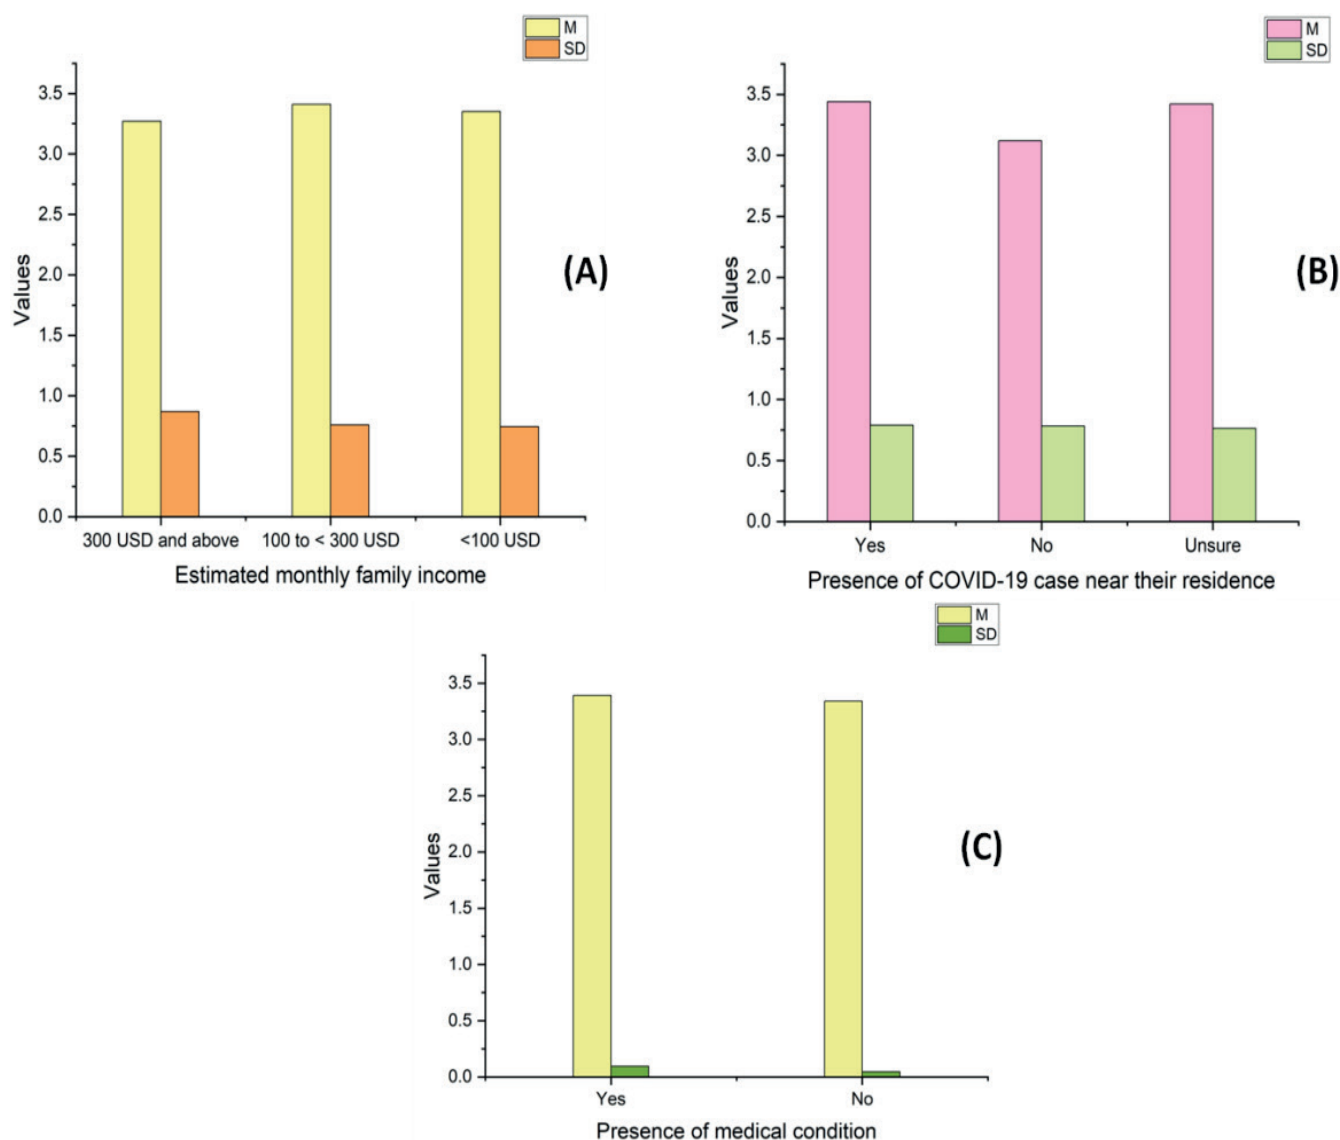 M
SD
3.5
3.0
2.5
2.0
1.5
1.0
0.5
0.0
Values
(A)
300 USD and above
100 to < 300 USD
<100 USD
Estimated monthly family income
M
SD
3.5
3.0
2.5
2.0
1.5
1.0
0.5
0.0
Values
(B)
Yes
No
Unsure
Presence of COVID-19 case near their residence
M
SD
3.5
3.0
2.5
2.0
1.5
1.0
0.5
0.0
Values
(C)
Yes
No
Presence of medical condition